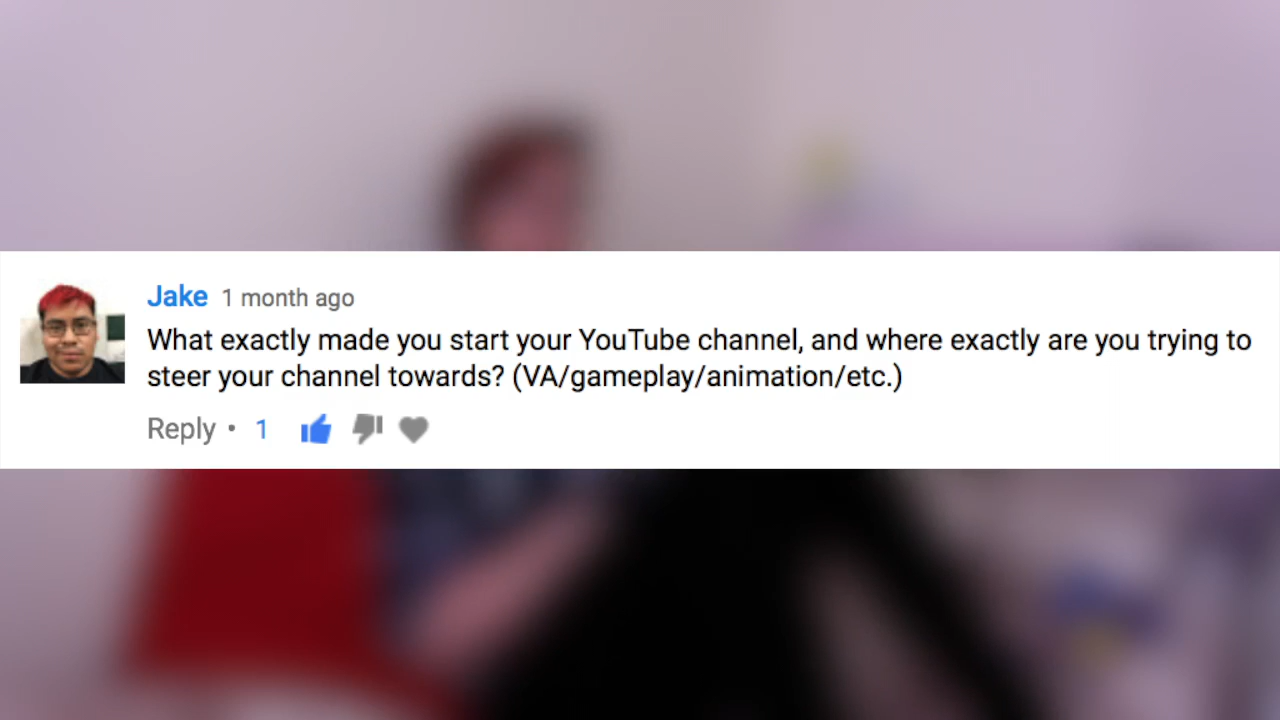 Jake 1 month ago
What exactly made you start your YouTube channel, and where exactly are you trying to
steer your channel towards? (VA/gameplay/animation/etc.)
Reply • 1